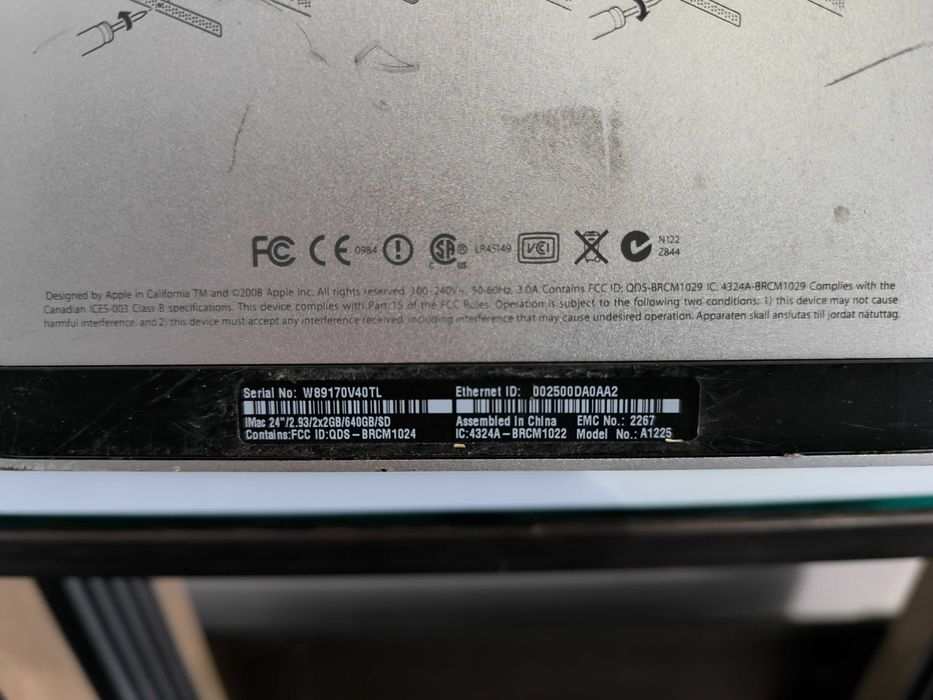 FC CE 0984 ! SA C US ® LR45149 VCI N122
Z844
Designed by Apple in California TM and ©2008 Apple Inc. All rights reserved. 100-240V~, 50-60Hz, 3.0A Contains FCC ID: QDS-BRCM1029 IC: 4324A-BRCM1029 Complies with the
Canadian ICES-003 Class B specifications. This device complies with Part 15 of the FCC Rules. Operation is subject to the following two conditions: 1) this device may not cause
harmful interference, and 2) this device must accept any interference received, including interference that may cause undesired operation. Apparaten skall anslutas till jordat nätuttag.
Serial No: W89170V40TL Ethernet ID: 002500DA0AA2
iMac 24"/2.93/2x2GB/640GB/SD Assembled in China EMC No.: 2267
Contains:FCC ID:QDS-BRCM1024 IC:4324A-BRCM1022 Model No.: A1225